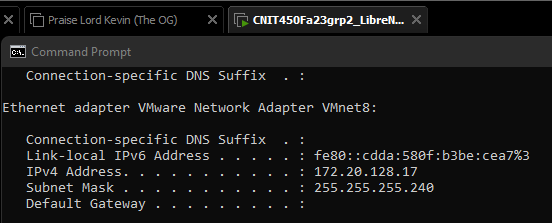 Praise Lord Kevin (The OG) CNIT450Fa23grp2_LibreN...
C:\. Command Prompt
Connection-specific DNS Suffix . :
Ethernet adapter VMware Network Adapter VMnet8:
Connection-specific DNS Suffix . :
Link-local IPv6 Address . . . . . : fe80::cdda:580f:b3be:cea7%3
IPv4 Address. . . . . . . . . . . : 172.20.128.17
Subnet Mask . . . . . . . . . . . : 255.255.255.240
Default Gateway . . . . . . . . . :